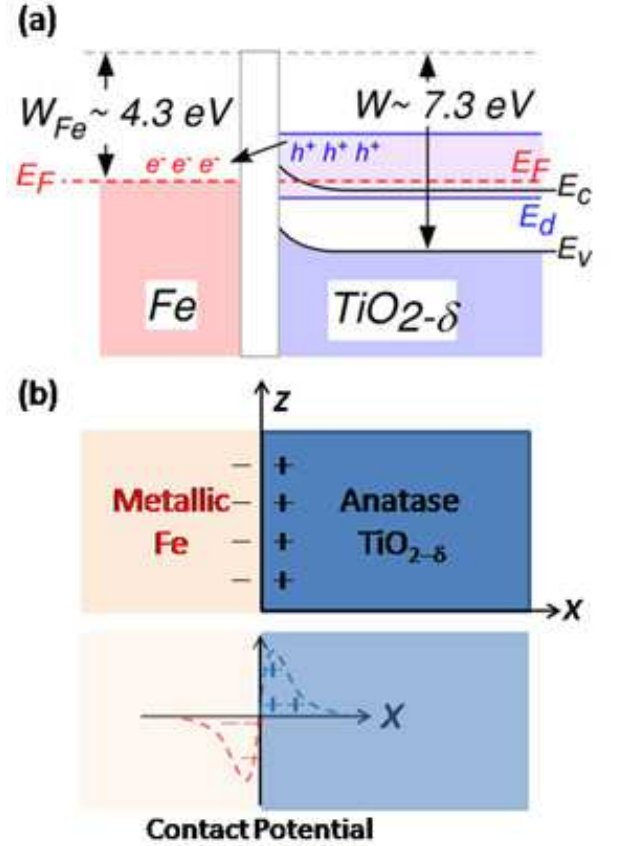 (a)
W_Fe ~ 4.3 eV
W~ 7.3 eV
e⁻ e⁻ e⁻
h⁺ h⁺ h⁺
E_F
E_F
E_c
E_d
E_v
Fe
TiO₂₋δ
(b)
z
Metallic
Fe
− + 
− +
− +
− +
Anatase
TiO₂₋δ
x
+
+ +
x
Contact Potential